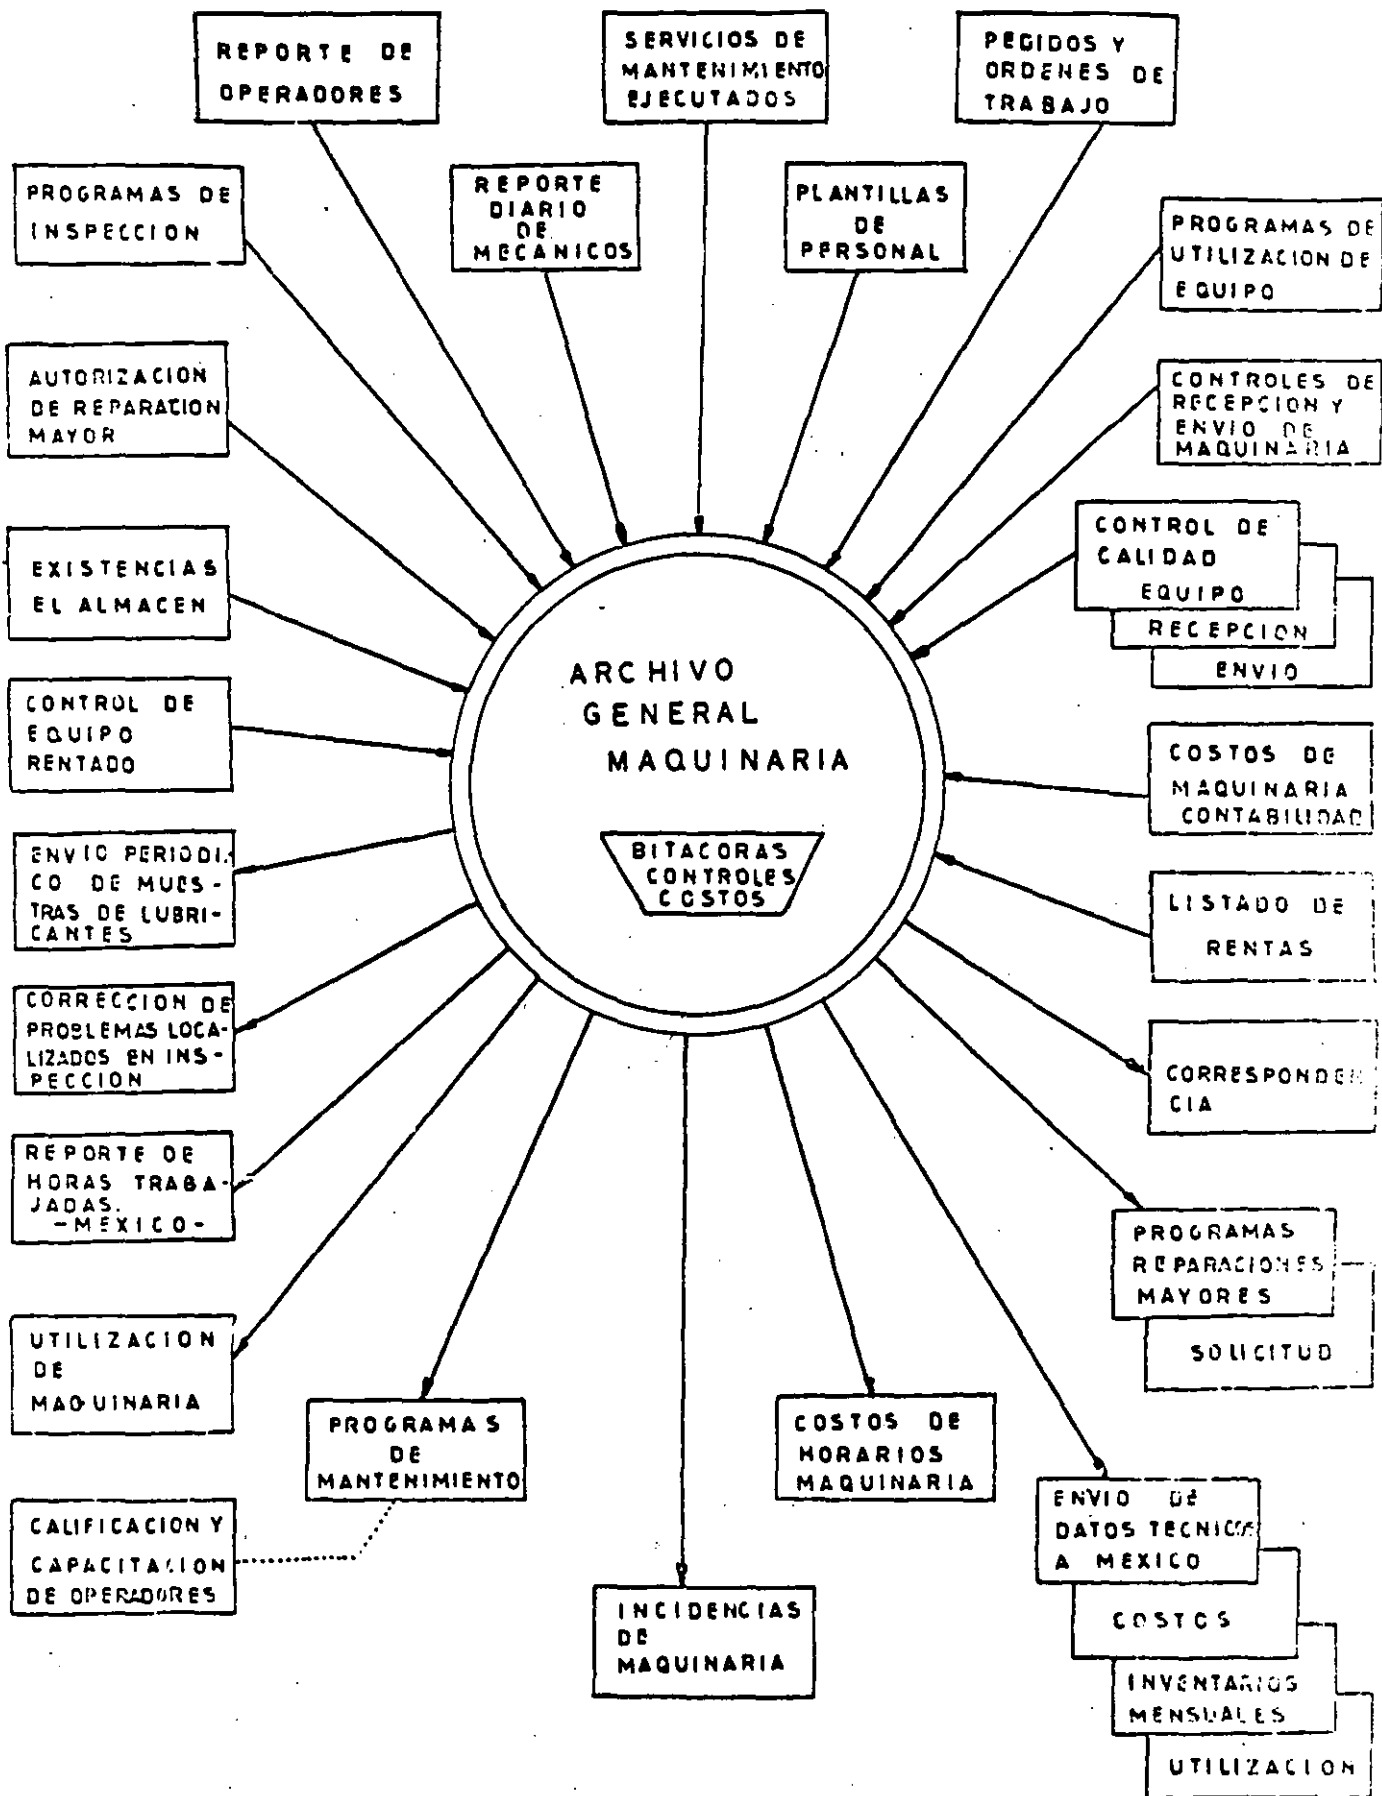 REPORTE DE
OPERADORES
SERVICIOS DE
MANTENIMIENTO
EJECUTADOS
PEGIDOS Y
ORDENES DE
TRABAJO
PROGRAMAS DE
INSPECCION
REPORTE
DIARIO
DE
MECANICOS
PLANTILLAS
DE
PERSONAL
PROGRAMAS DE
UTILIZACION DE
EQUIPO
AUTORIZACION
DE REPARACION
MAYOR
CONTROLES DE
RECEPCION Y
ENVIO DE
MAQUINARIA
EXISTENCIAS
EL ALMACEN
CONTROL DE
CALIDAD
EQUIPO
RECEPCION
ENVIO
ARCHIVO
GENERAL
MAQUINARIA
BITACORAS
CONTROLES
COSTOS
CONTROL DE
EQUIPO
RENTADO
COSTOS DE
MAQUINARIA
CONTABILIDAD
ENVIO PERIODI-
CO DE MUES-
TRAS DE LUBRI-
CANTES
LISTADO DE
RENTAS
CORRECCION DE
PROBLEMAS LOCA-
LIZADOS EN INS-
PECCION
CORRESPONDEN
CIA
REPORTE DE
HORAS TRABA-
JADAS.
-MEXICO-
PROGRAMAS
REPARACIONES
MAYORES
SOLICITUD
UTILIZACION
DE
MAQUINARIA
PROGRAMAS
DE
MANTENIMIENTO
COSTOS DE
HORARIOS
MAQUINARIA
CALIFICACION Y
CAPACITACION
DE OPERADORES
INCIDENCIAS
DE
MAQUINARIA
ENVIO DE
DATOS TECNICOS
A MEXICO
COSTOS
INVENTARIOS
MENSUALES
UTILIZACION